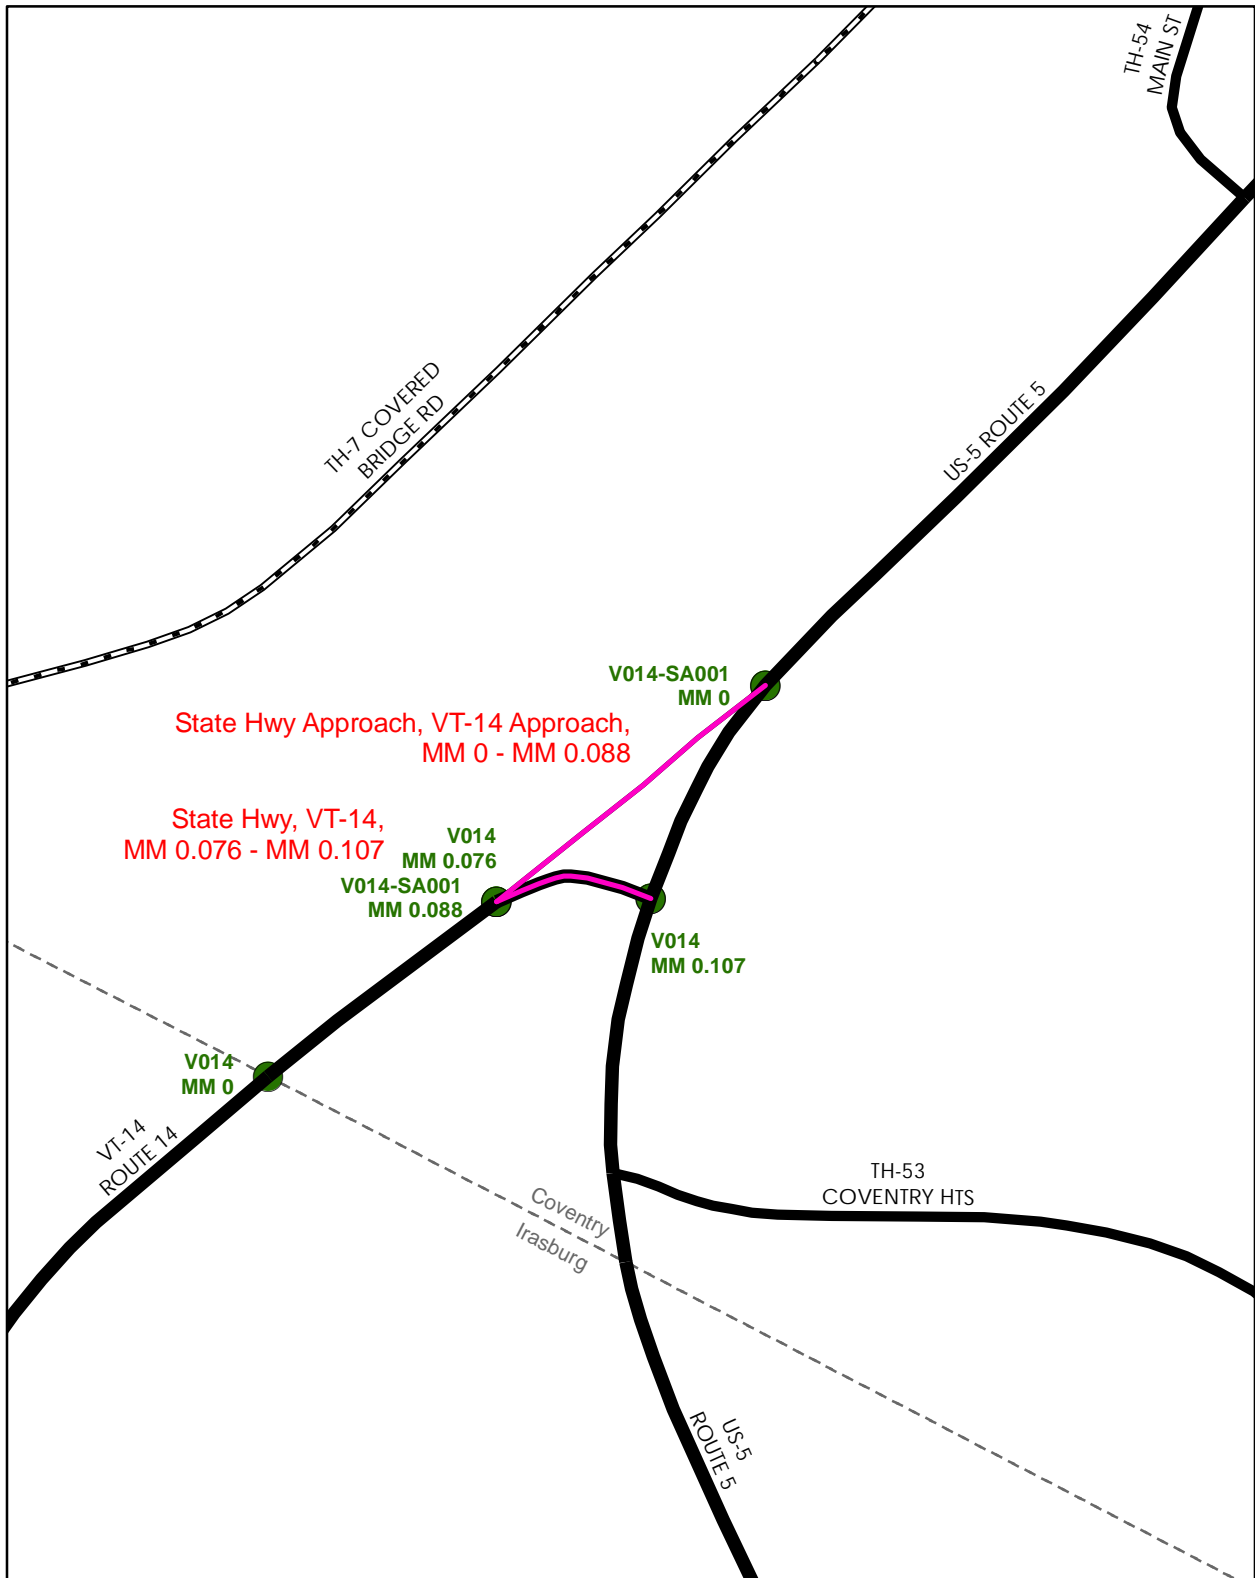 TH-54
MAIN ST
TH-7 COVERED
BRIDGE RD
US-5 ROUTE 5
V014-SA001
MM 0
State Hwy Approach, VT-14 Approach,
MM 0 - MM 0.088
State Hwy, VT-14,
MM 0.076 - MM 0.107
V014
MM 0.076
V014-SA001
MM 0.088
V014
MM 0.107
V014
MM 0
VT-14
ROUTE 14
TH-53
COVENTRY HTS
Coventry
Irasburg
US-5
ROUTE 5